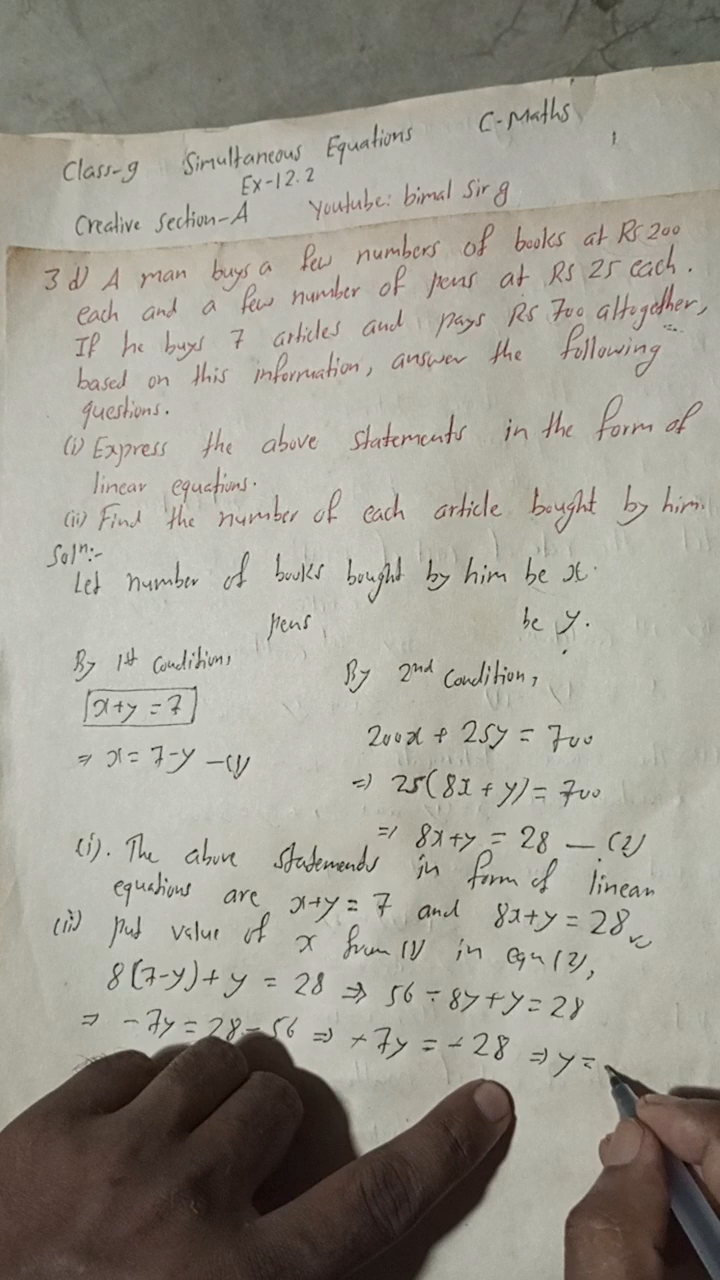 Class-9 Simultaneous Equations C-Maths
Ex-12.2
Creative section-A Youtube: bimal sir g
3 d) A man buys a few numbers of books at Rs 200
each and a few number of pens at Rs 25 each.
If he buys 7 articles and pays Rs 700 altogether,
based on this information, answer the following
questions.
(i) Express the above statements in the form of
linear equations.
(ii) Find the number of each article bought by him.
Soln:-
Let number of books bought by him be x.
pens be y.
By 1st Condition,
x+y = 7
⇒ x = 7-y -(1)
By 2nd Condition,
200x + 25y = 700
⇒ 25(8x + y) = 700
⇒ 8x+y = 28 — (2)
(i). The above statements in form of linear
equations are x+y = 7 and 8x+y = 28
(ii) put value of x from (1) in eqn (2),
8(7-y)+y = 28 ⇒ 56 - 8y+y = 28
⇒ -7y = 28-56 ⇒ -7y = -28 ⇒ y =